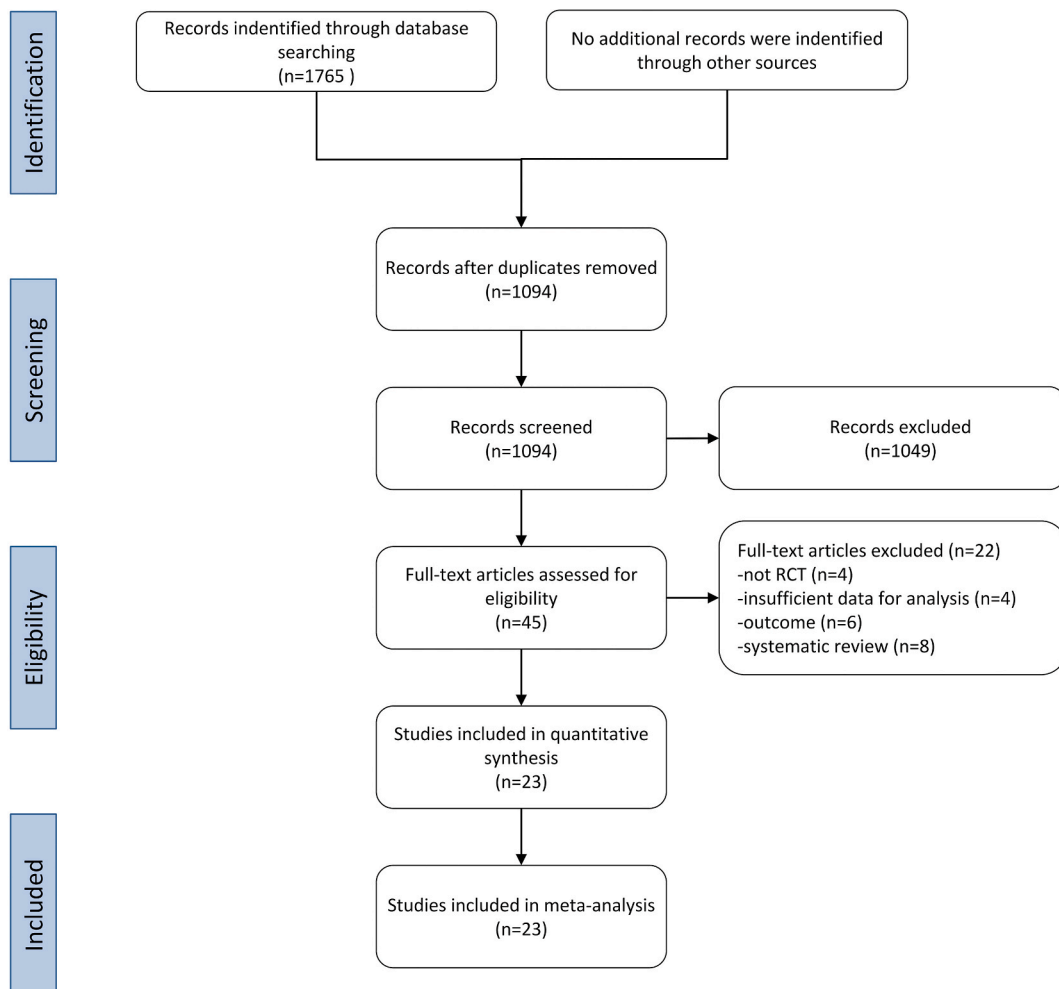 Identification
Records indentified through database
searching
(n=1765 )
No additional records were indentified
through other sources
Screening
Records after duplicates removed
(n=1094)
Records screened
(n=1094)
Records excluded
(n=1049)
Eligibility
Full-text articles assessed for
eligibility
(n=45)
Full-text articles excluded (n=22)
-not RCT (n=4)
-insufficient data for analysis (n=4)
-outcome (n=6)
-systematic review (n=8)
Studies included in quantitative
synthesis
(n=23)
Included
Studies included in meta-analysis
(n=23)